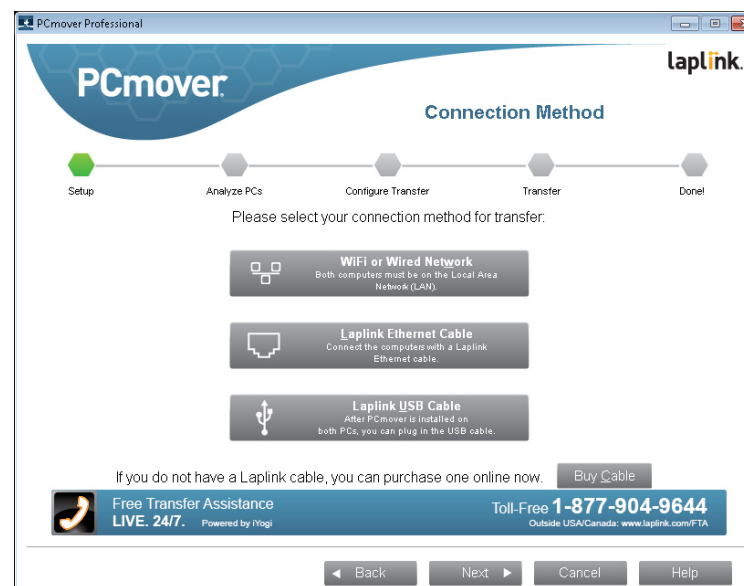 PCmover Professional
PCmover.
laplink.
Connection Method
Setup
Analyze PCs
Configure Transfer
Transfer
Done!
Please select your connection method for transfer:
WiFi or Wired Network
Both computers must be on the Local Area
Network (LAN).
Laplink Ethernet Cable
Connect the computers with a Laplink
Ethernet cable.
Laplink USB Cable
After PCmover is installed on
both PCs, you can plug in the USB cable.
If you do not have a Laplink cable, you can purchase one online now.
Buy Cable
Free Transfer Assistance
LIVE. 24/7. Powered by iYogi
Toll-Free 1-877-904-9644
Outside USA/Canada: www.laplink.com/FTA
Back
Next
Cancel
Help